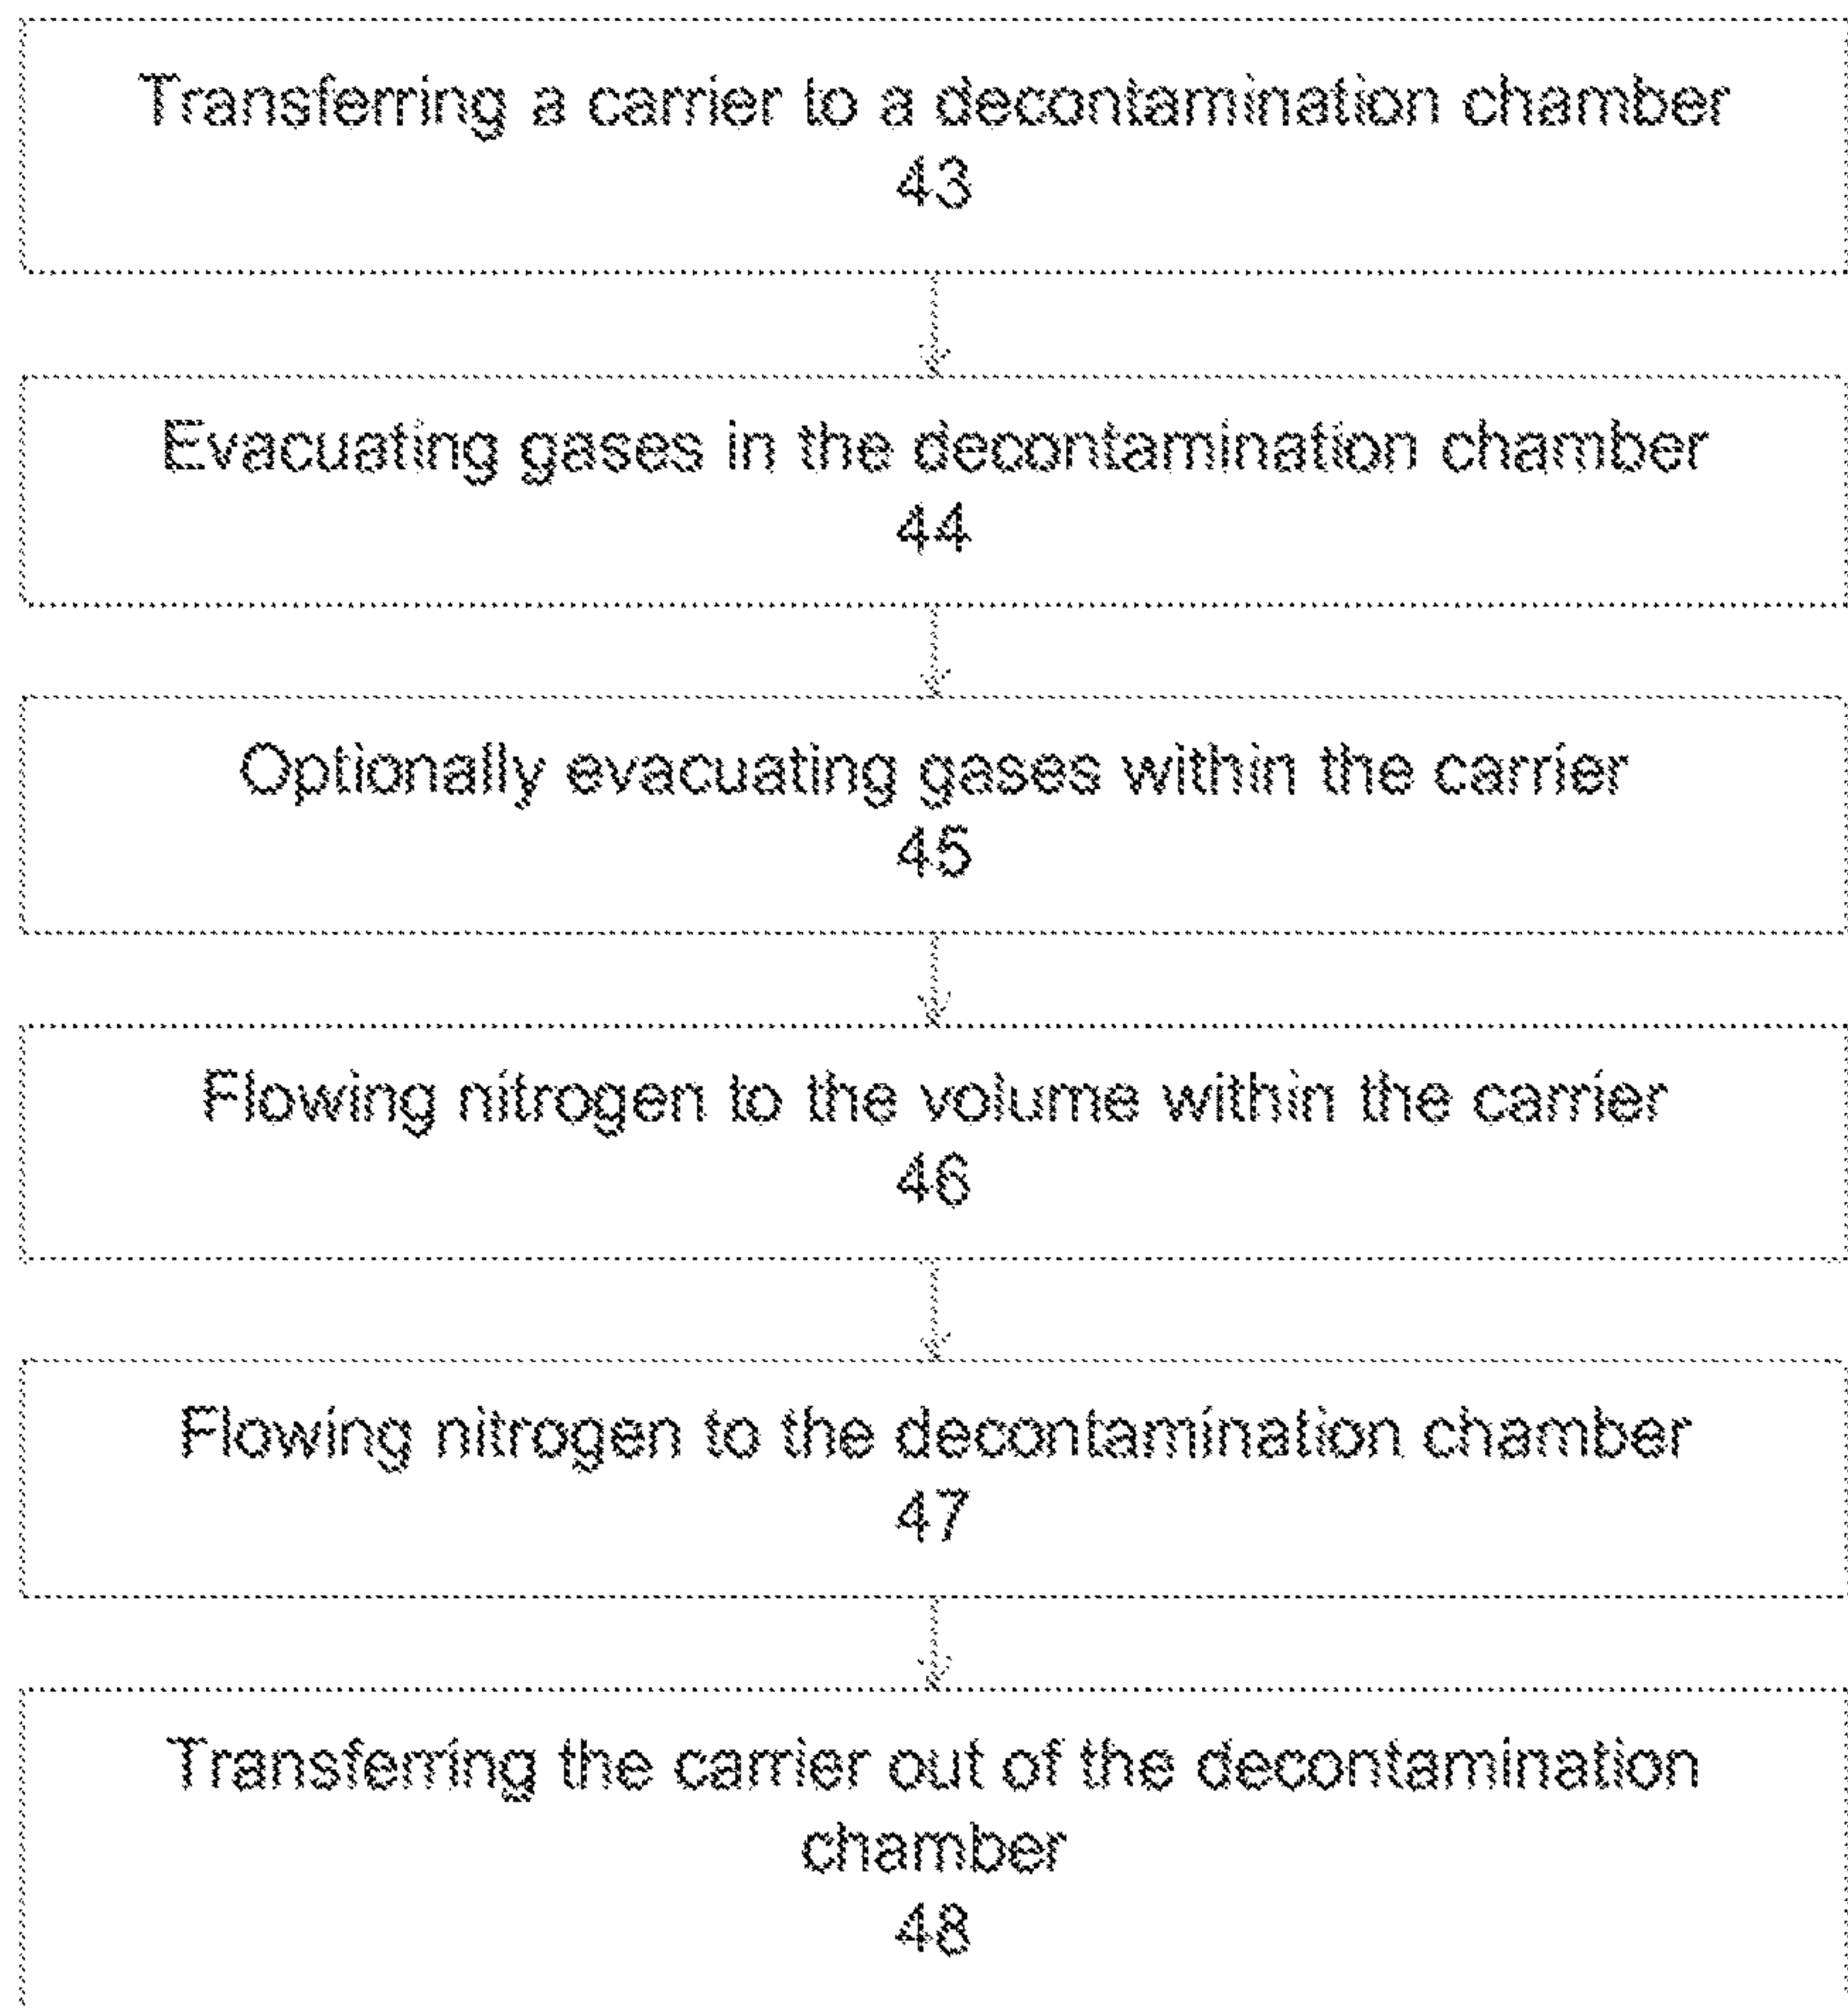 Transferring a carrier to a decontamination chamber
43
Evacuating gases in the decontamination chamber
44
Optionally evacuating gases within the carrier
45
Flowing nitrogen to the volume within the carrier
46
Flowing nitrogen to the decontamination chamber
47
Transferring the carrier out of the decontamination
chamber
48